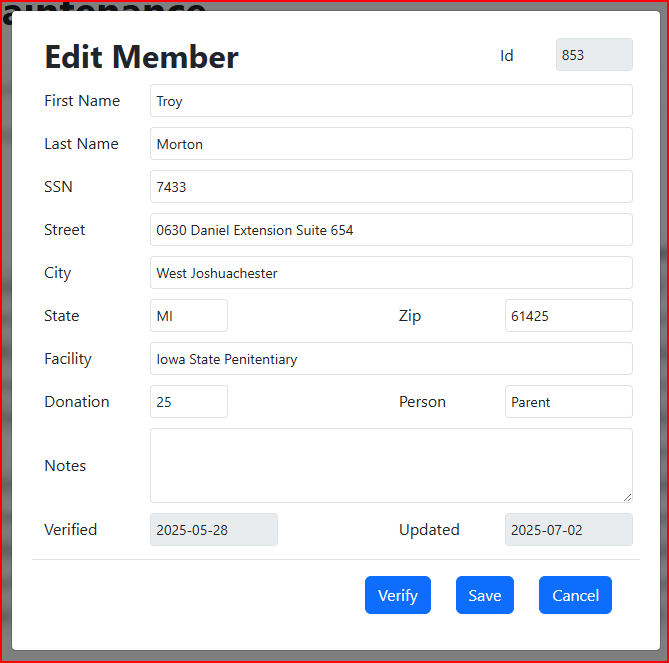 aintenance
Edit Member Id 853
First Name Troy
Last Name Morton
SSN 7433
Street 0630 Daniel Extension Suite 654
City West Joshuachester
State MI Zip 61425
Facility Iowa State Penitentiary
Donation 25 Person Parent
Notes
Verified 2025-05-28 Updated 2025-07-02
Verify Save Cancel